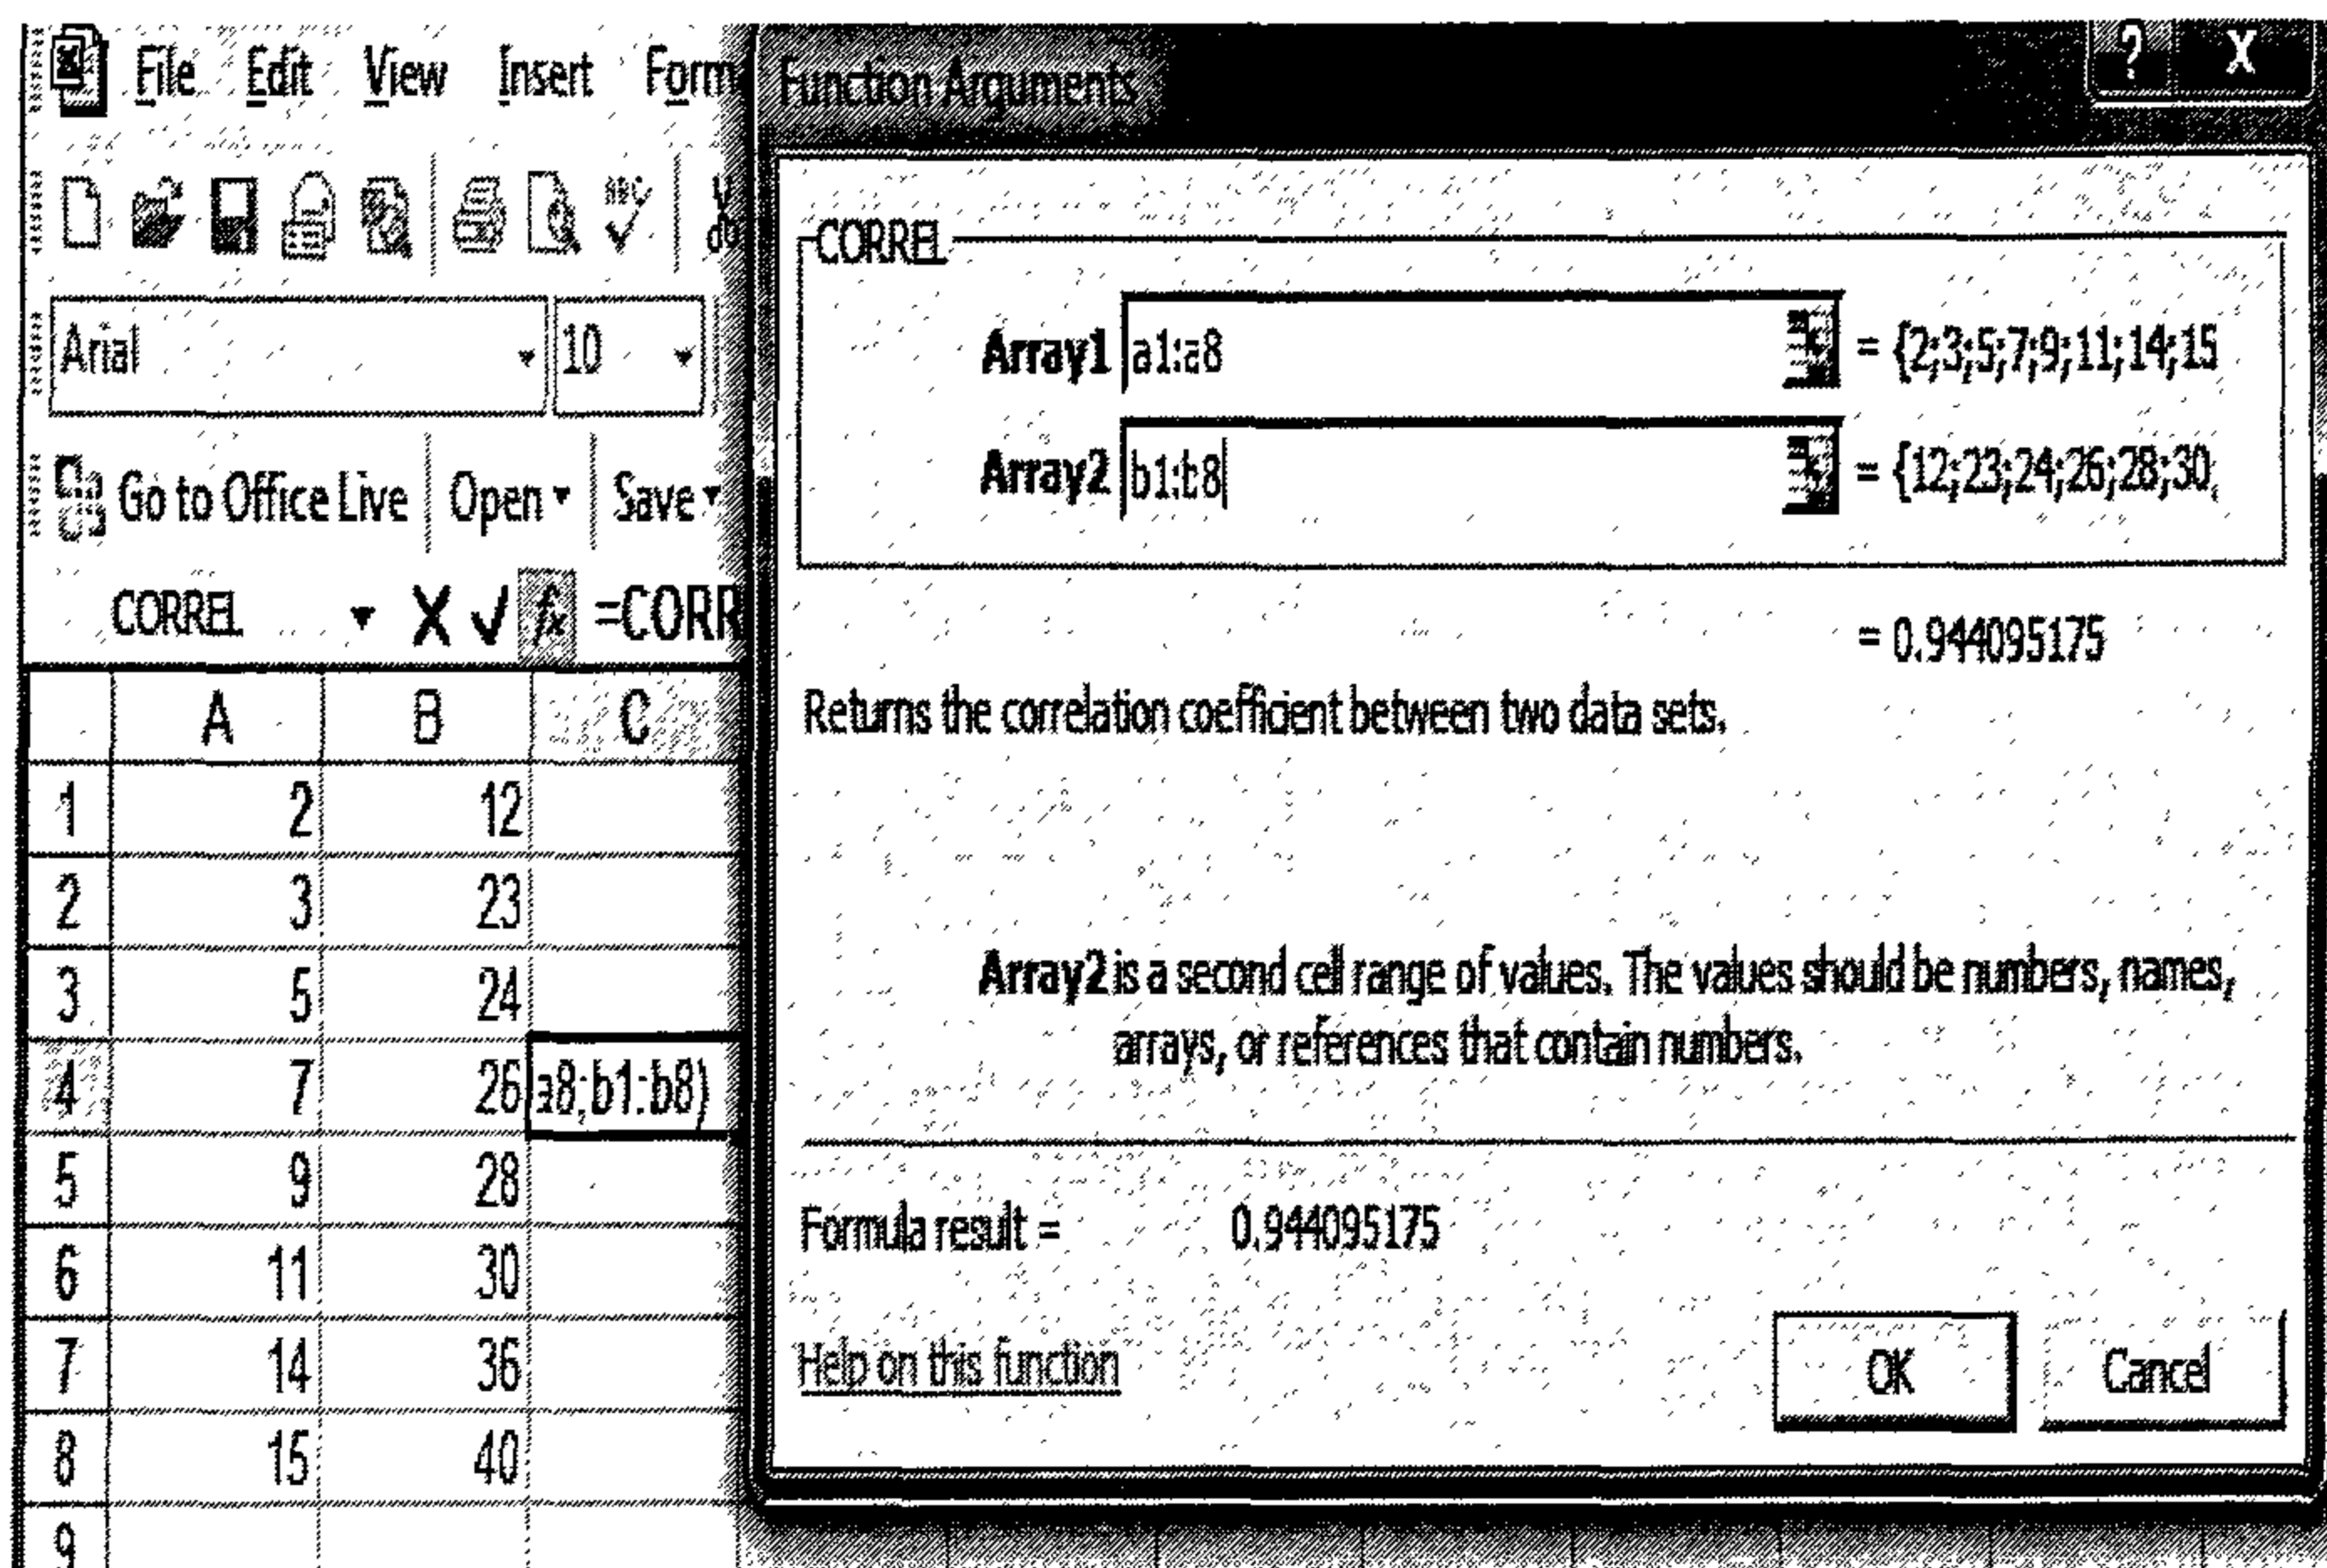 File Edit View Insert Form
Arial 10
Go to Office Live Open Save
CORREL X fx =CORR
A B C
1 2 12
2 3 23
3 5 24
4 7 26 a8;b1:b8)
5 9 28
6 11 30
7 14 36
8 15 40
9
Function Arguments ? X
CORREL
Array1 a1:a8 = {2;3;5;7;9;11;14;15
Array2 b1:b8 = {12;23;24;26;28;30
= 0.944095175
Returns the correlation coefficient between two data sets.
Array2 is a second cell range of values. The values should be numbers, names,
arrays, or references that contain numbers.
Formula result = 0.944095175
Help on this function
OK Cancel